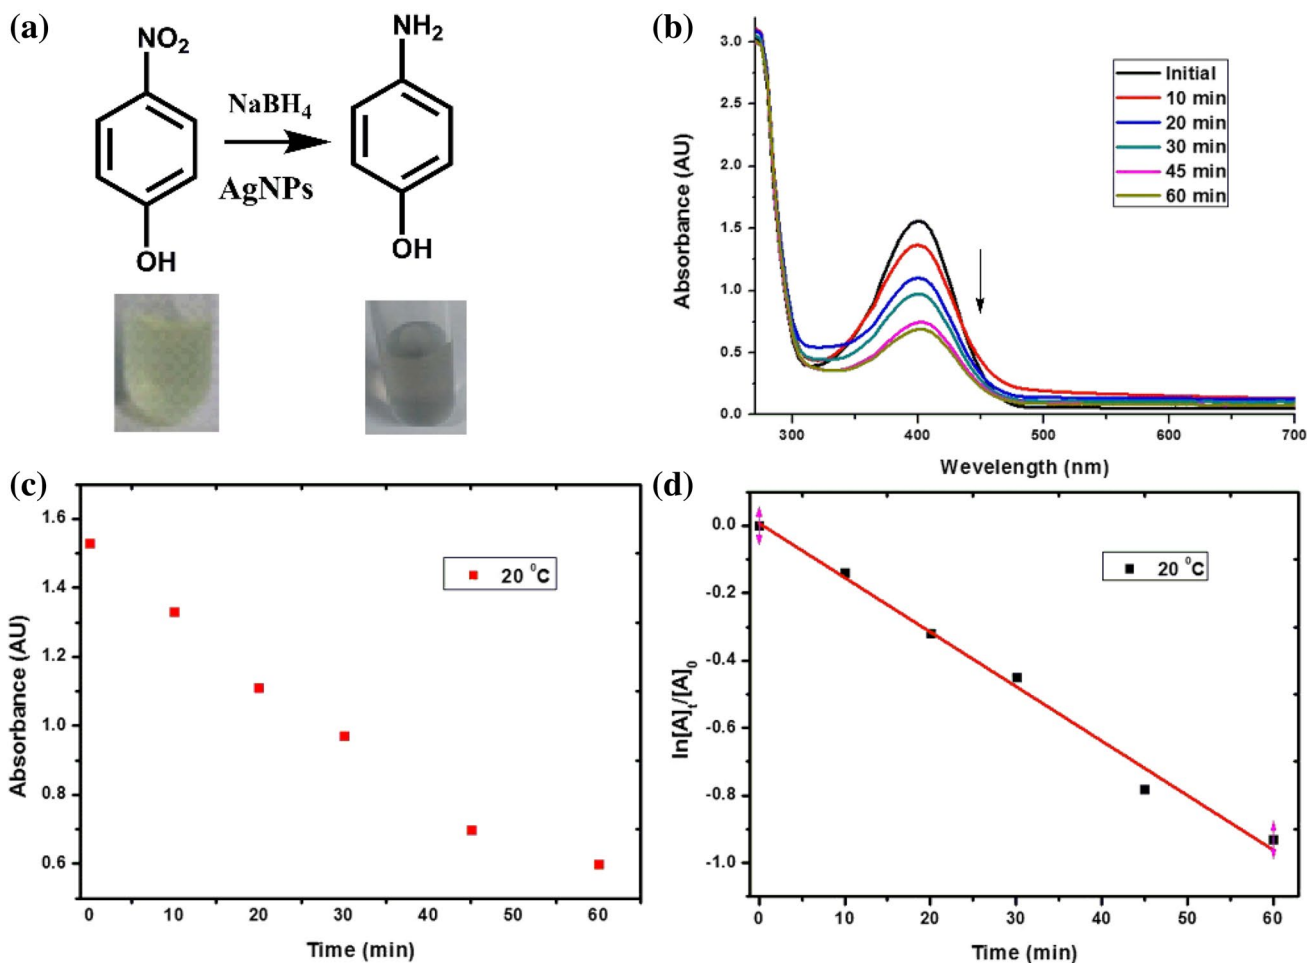 (a)
NO2
NaBH4
AgNPs
OH
NH2
OH
(b)
Absorbance (AU)
3.0
2.5
2.0
1.5
1.0
0.5
0.0
300
400
500
600
700
Wevelength (nm)
Initial
10 min
20 min
30 min
45 min
60 min
(c)
Absorbance (AU)
1.6
1.4
1.2
1.0
0.8
0.6
0
10
20
30
40
50
60
Time (min)
20 °C
(d)
ln[A]t/[A]0
0.0
-0.2
-0.4
-0.6
-0.8
-1.0
0
10
20
30
40
50
60
Time (min)
20 °C